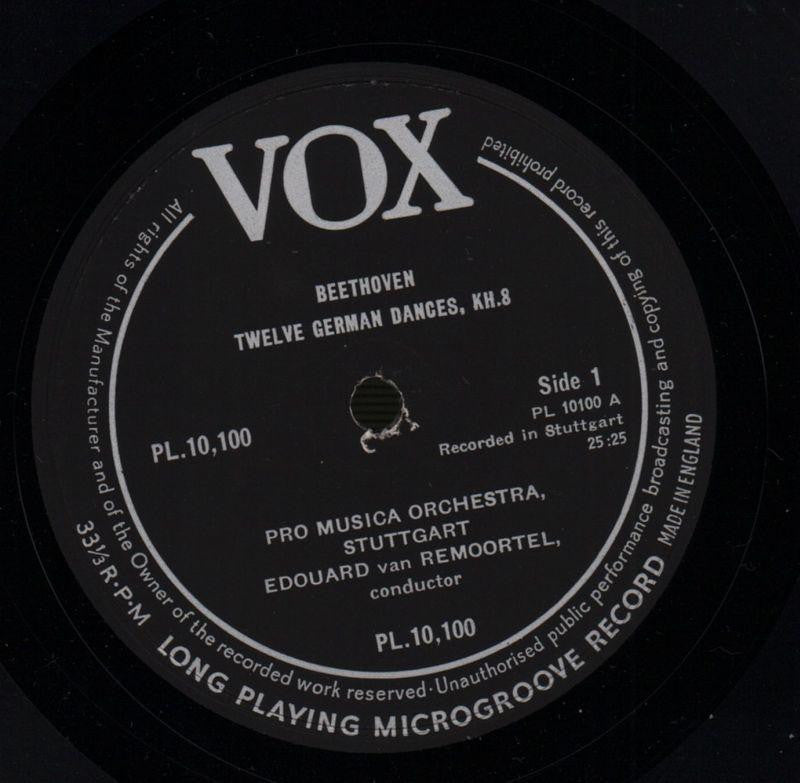 VOX
BEETHOVEN
TWELVE GERMAN DANCES, KH.8
Side 1
PL 10100 A
Recorded in Stuttgart
25:25
PL.10,100
PRO MUSICA ORCHESTRA,
STUTTGART
EDOUARD van REMOORTEL,
conductor
PL.10,100
All rights of the Manufacturer and of the Owner of the recorded work reserved·Unauthorised public performance broadcasting and copying of this record prohibited
33⅓ R·P·M LONG PLAYING MICROGROOVE RECORD MADE IN ENGLAND